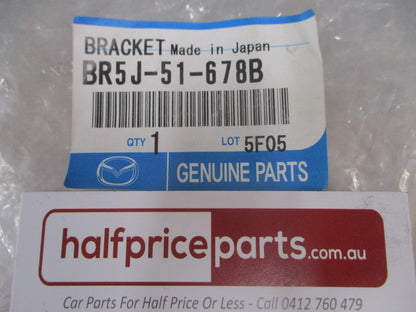 BRACKET Made in Japan
BR5J-51-678B
QTY 1 LOT 5F05
GENUINE PARTS
halfpriceparts.com.au
Car Parts For Half Price Or Less - Call 0412 760 479